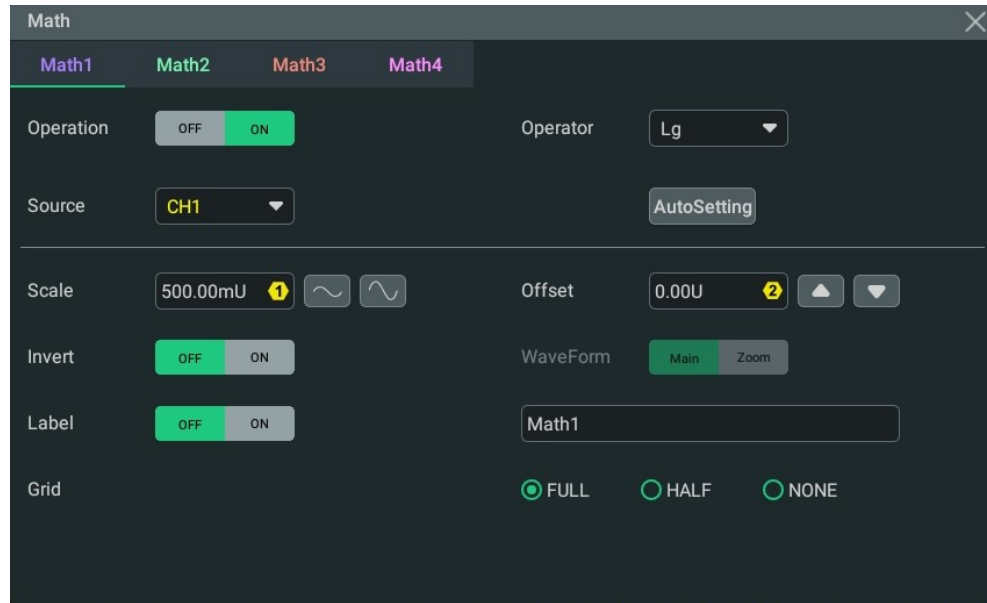 Math
Math1 Math2 Math3 Math4
Operation OFF ON Operator Lg
Source CH1 AutoSetting
Scale 500.00mU 1 Offset 0.00U 2
Invert OFF ON WaveForm Main Zoom
Label OFF ON Math1
Grid FULL HALF NONE